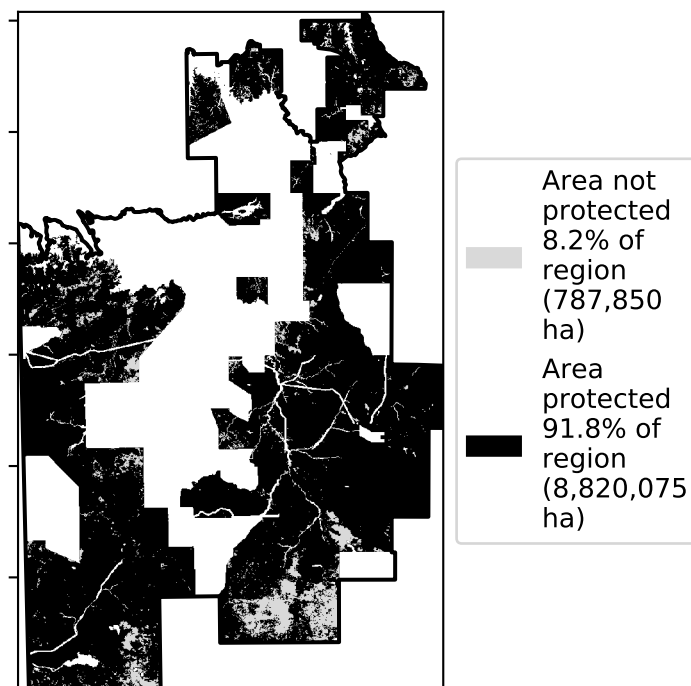 Area not
protected
8.2% of
region
(787,850
ha)
Area
protected
91.8% of
region
(8,820,075
ha)